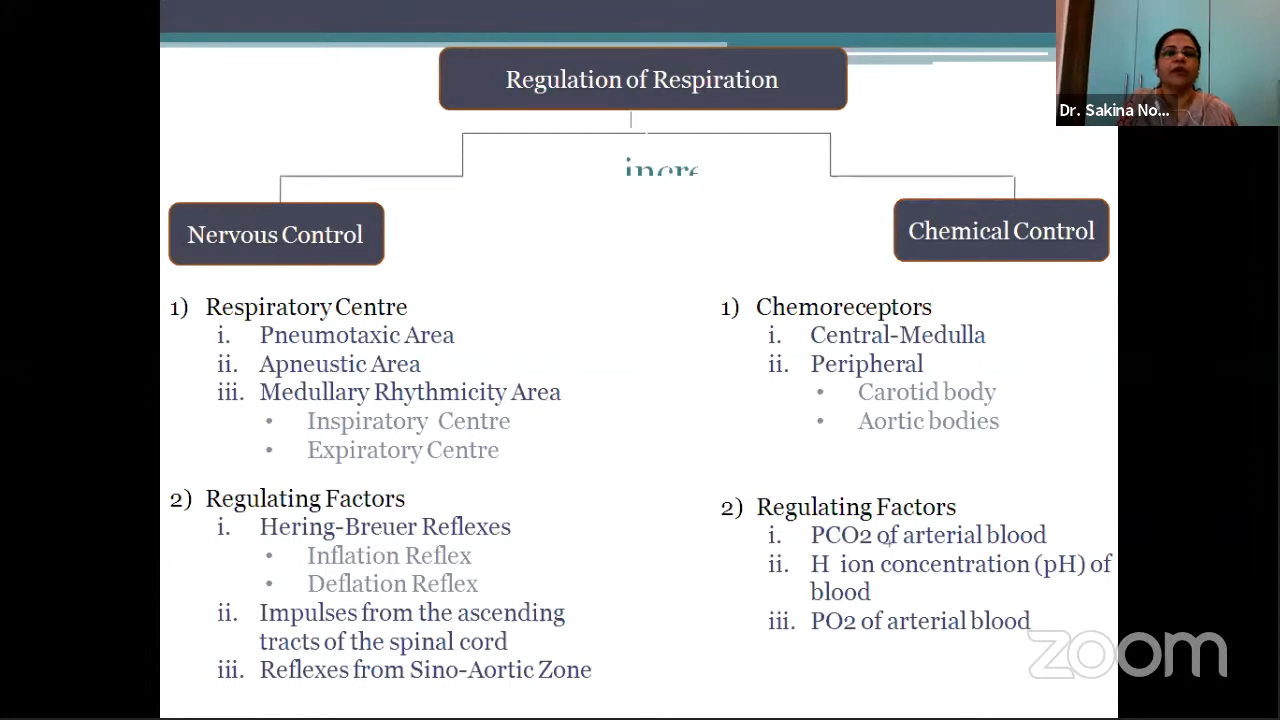 Regulation of Respiration
Dr. Sakina No...
incre
Nervous Control
Chemical Control
1) Respiratory Centre
i. Pneumotaxic Area
ii. Apneustic Area
iii. Medullary Rhythmicity Area
• Inspiratory Centre
• Expiratory Centre
2) Regulating Factors
i. Hering-Breuer Reflexes
• Inflation Reflex
• Deflation Reflex
ii. Impulses from the ascending
tracts of the spinal cord
iii. Reflexes from Sino-Aortic Zone
1) Chemoreceptors
i. Central-Medulla
ii. Peripheral
• Carotid body
• Aortic bodies
2) Regulating Factors
i. PCO2 of arterial blood
ii. H ion concentration (pH) of
blood
iii. PO2 of arterial blood
zoom